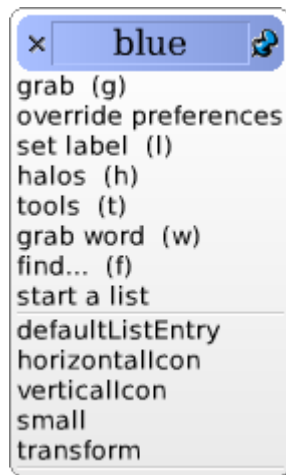 × blue
grab (g)
override preferences
set label (l)
halos (h)
tools (t)
grab word (w)
find... (f)
start a list
defaultListEntry
horizontalIcon
verticalIcon
small
transform